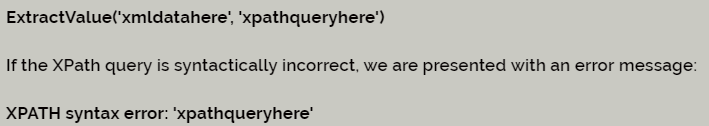 ExtractValue('xmldatahere', 'xpathqueryhere')
If the XPath query is syntactically incorrect, we are presented with an error message:
XPATH syntax error: 'xpathqueryhere'